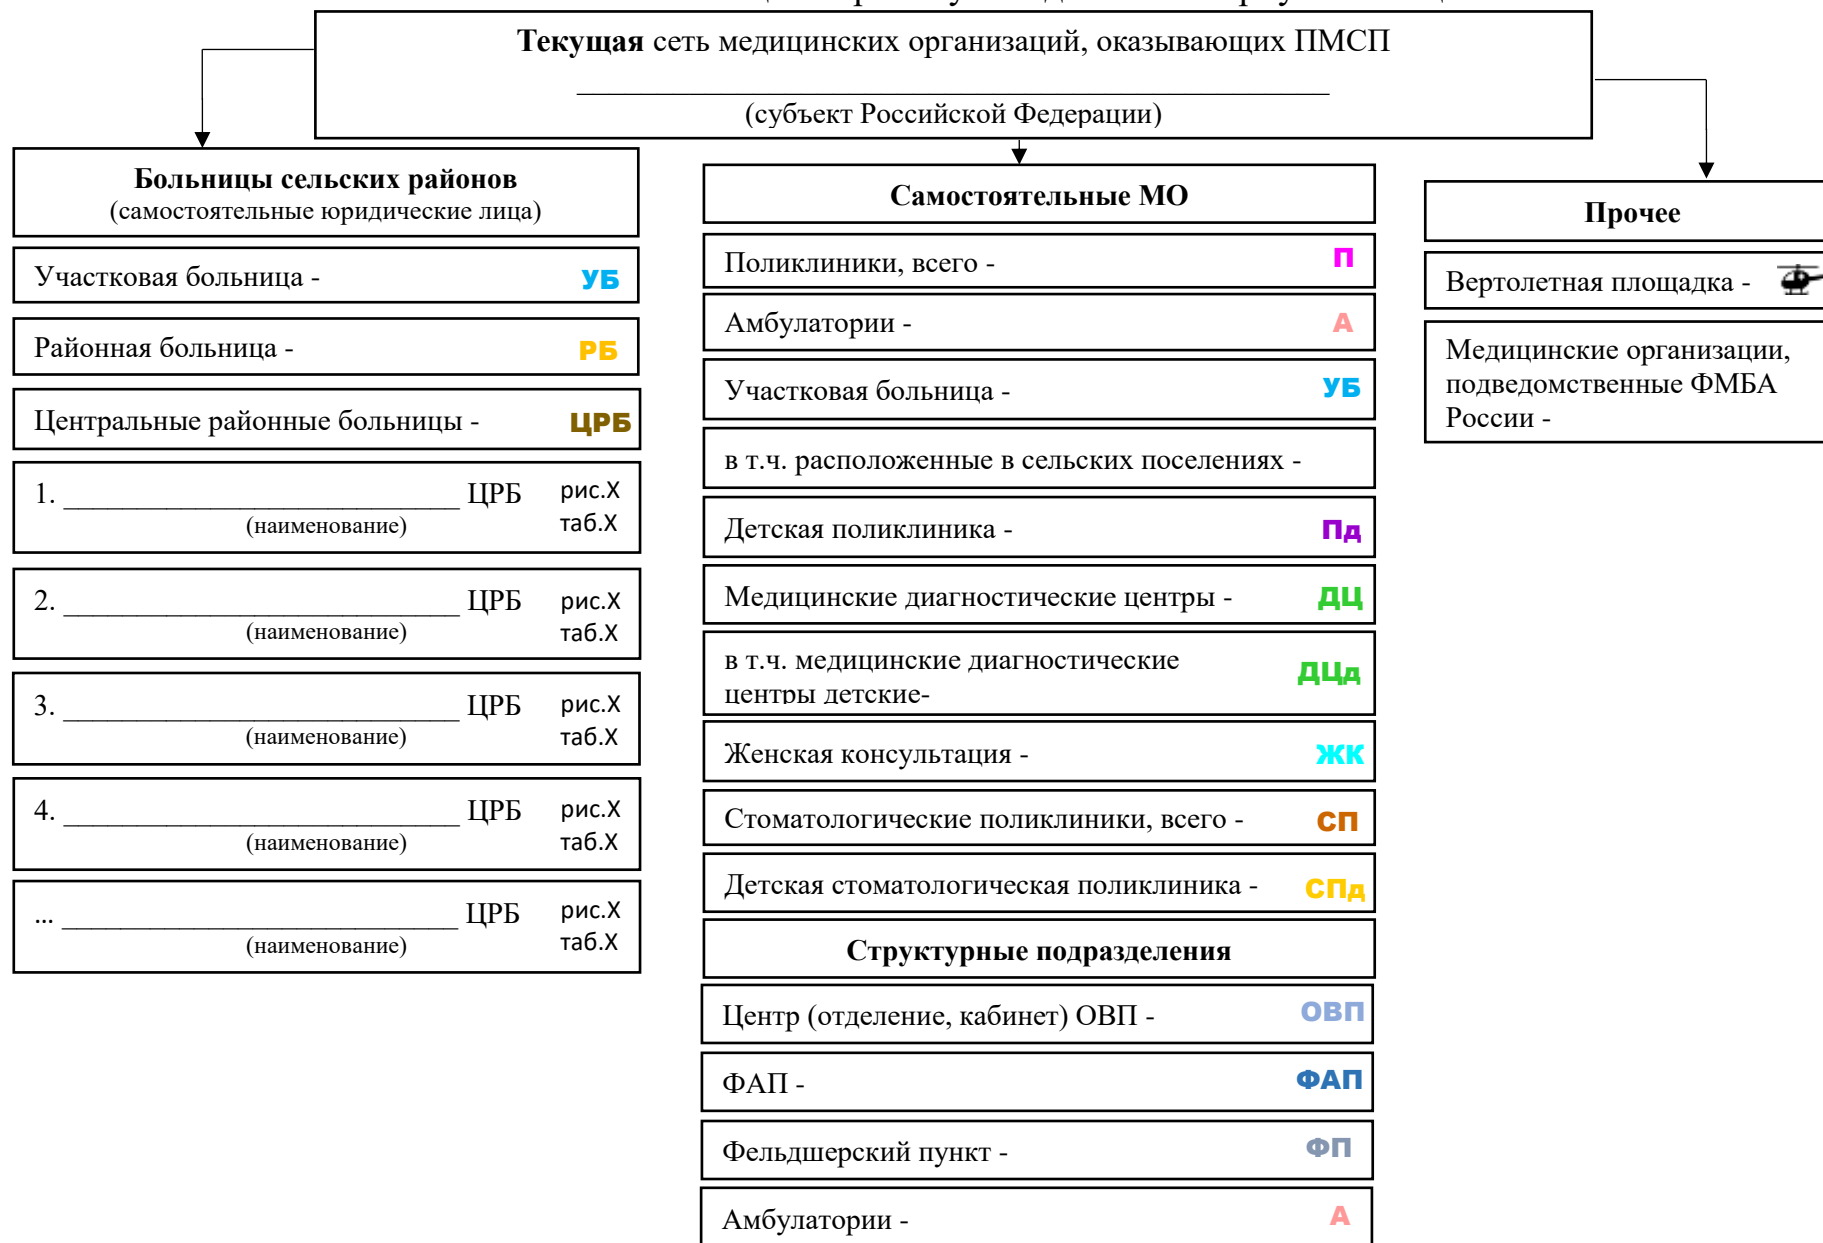 Текущая сеть медицинских организаций, оказывающих ПМСП
(субъект Российской Федерации)
Больницы сельских районов
(самостоятельные юридические лица)
Участковая больница - УБ
Районная больница - РБ
Центральные районные больницы - ЦРБ
1. ____________________________ ЦРБ рис.X
(наименование) таб.X
2. ____________________________ ЦРБ рис.X
(наименование) таб.X
3. ____________________________ ЦРБ рис.X
(наименование) таб.X
4. ____________________________ ЦРБ рис.X
(наименование) таб.X
... ____________________________ ЦРБ рис.X
(наименование) таб.X
Самостоятельные МО
Поликлиники, всего - П
Амбулатории - А
Участковая больница - УБ
в т.ч. расположенные в сельских поселениях -
Детская поликлиника - Пд
Медицинские диагностические центры - ДЦ
в т.ч. медицинские диагностические
центры детские- ДЦд
Женская консультация - ЖК
Стоматологические поликлиники, всего - СП
Детская стоматологическая поликлиника - СПд
Структурные подразделения
Центр (отделение, кабинет) ОВП - ОВП
ФАП - ФАП
Фельдшерский пункт - ФП
Амбулатории - А
Прочее
Вертолетная площадка -
Медицинские организации,
подведомственные ФМБА
России -